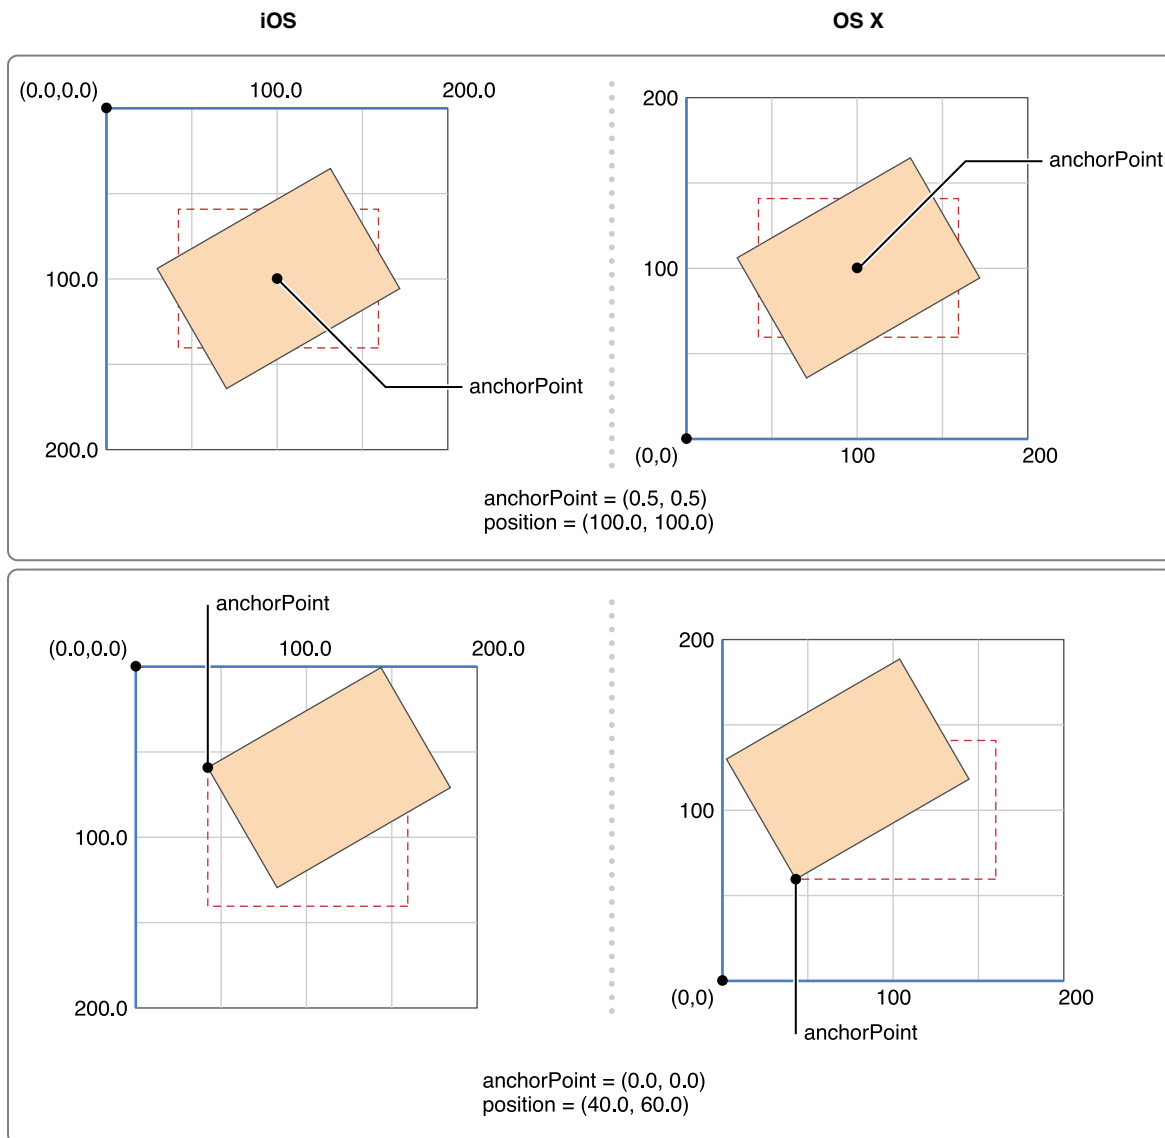 iOS
OS X
(0.0,0.0)
100.0
200.0
100.0
200.0
anchorPoint
200
100
(0,0)
100
200
anchorPoint
anchorPoint = (0.5, 0.5)
position = (100.0, 100.0)
anchorPoint
(0.0,0.0)
100.0
200.0
100.0
200.0
200
100
(0,0)
100
200
anchorPoint
anchorPoint = (0.0, 0.0)
position = (40.0, 60.0)